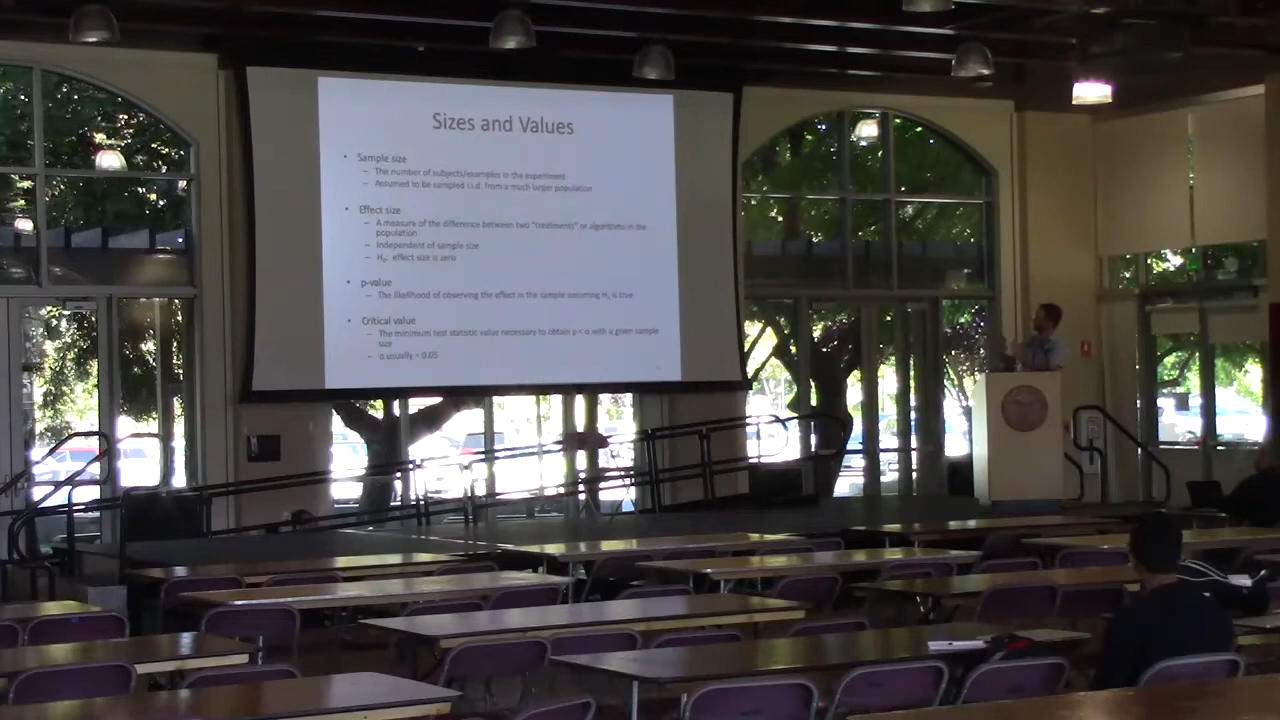 Sizes and Values
• Sample size
– The number of subjects/examples in the experiment
– Assumed to be sampled i.i.d. from a much larger population
• Effect size
– A measure of the difference between two "treatments" or algorithms in the
population
– Independent of sample size
– H₀: effect size is zero
• p-value
– The likelihood of observing the effect in the sample assuming H₀ is true
• Critical value
– The minimum test statistic value necessary to obtain p < α with a given sample
size
– α usually = 0.05